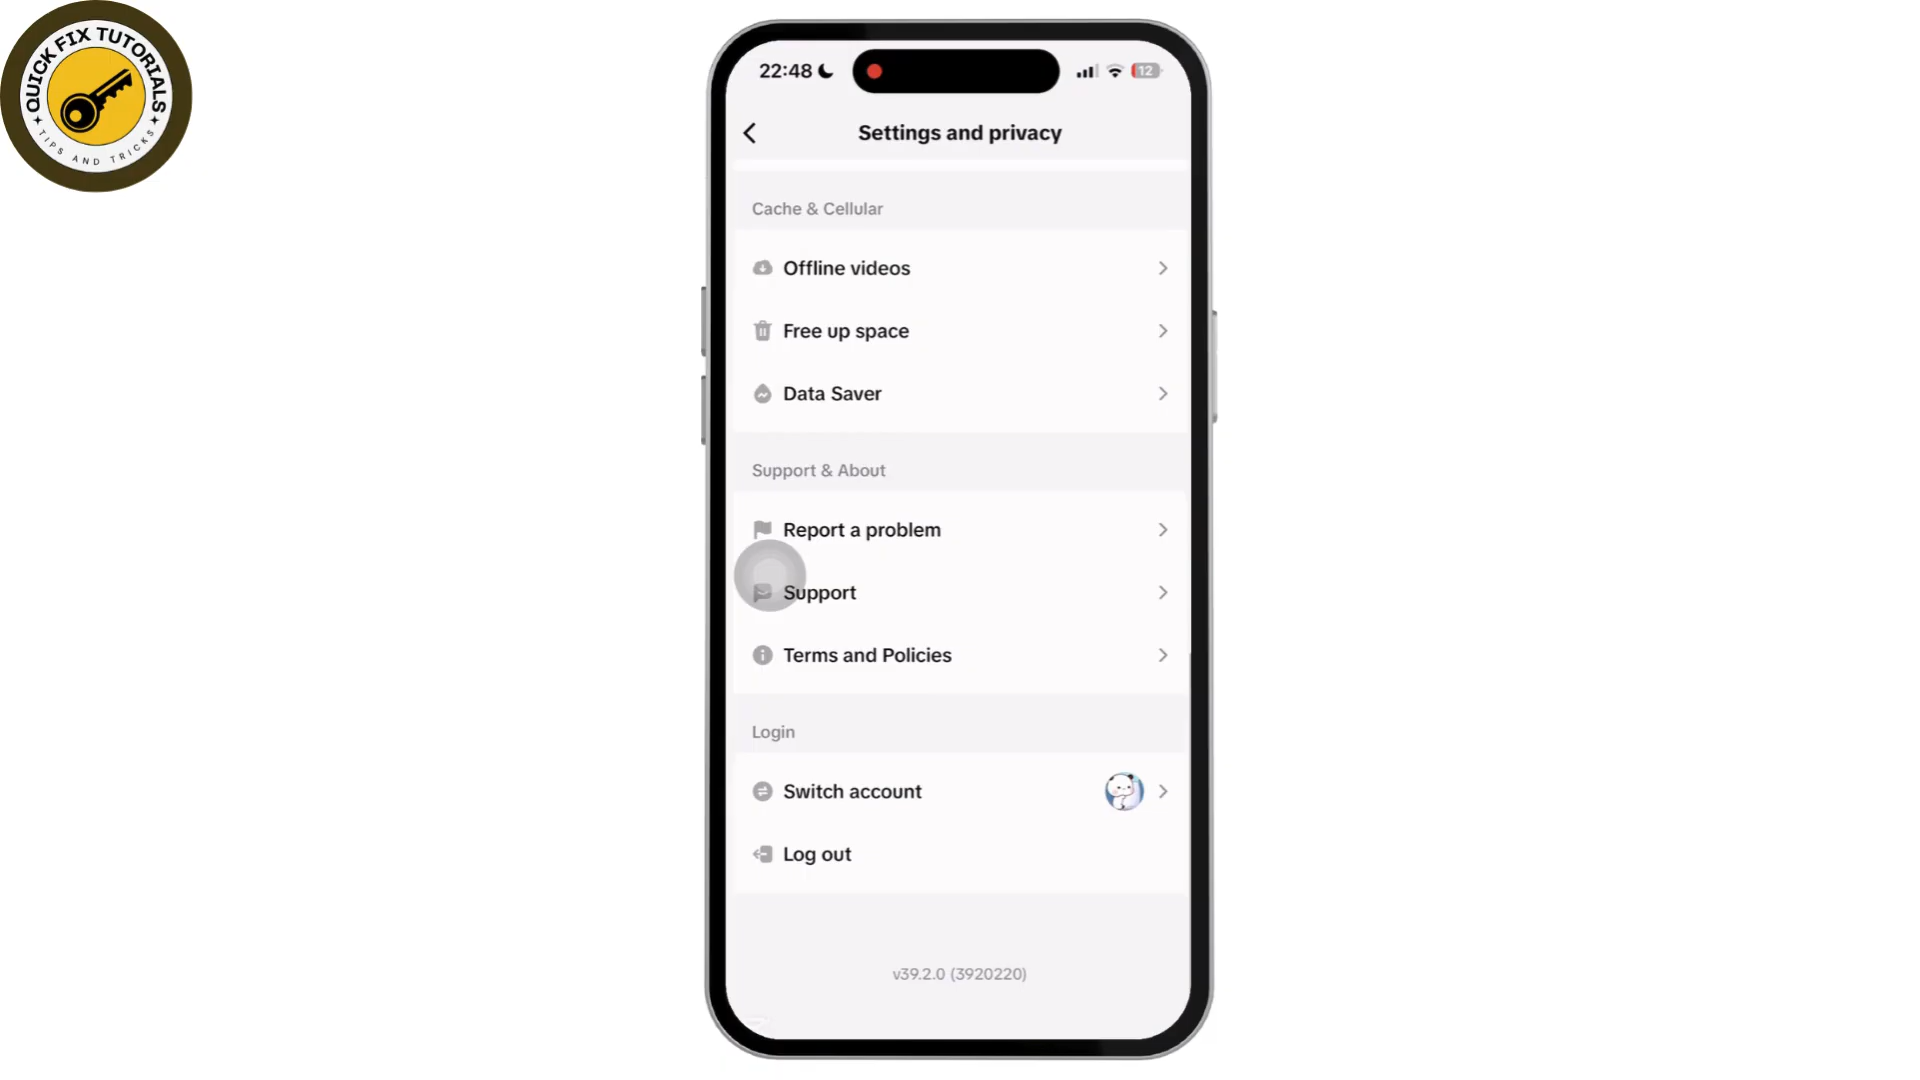 QUICK FIX TUTORIALS
TIPS AND TRICKS
22:48
12
Settings and privacy
Cache & Cellular
Offline videos
Free up space
Data Saver
Support & About
Report a problem
Support
Terms and Policies
Login
Switch account
Log out
v39.2.0 (3920220)